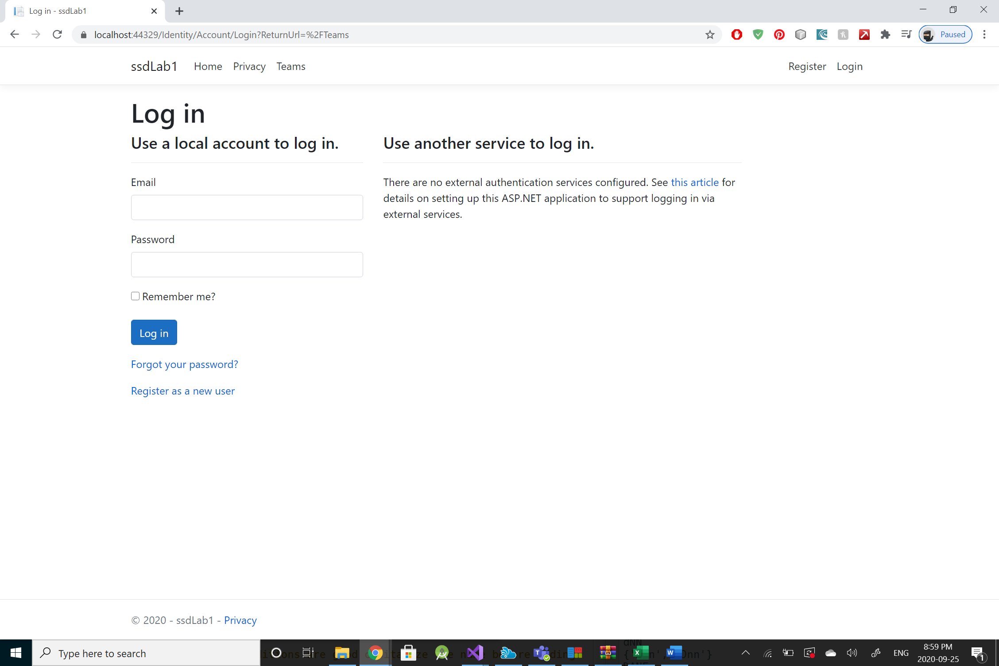 Log in - ssdLab1
localhost:44329/Identity/Account/Login?ReturnUrl=%2FTeams
Paused
ssdLab1 Home Privacy Teams Register Login
Log in
Use a local account to log in.
Use another service to log in.
Email
There are no external authentication services configured. See this article for
details on setting up this ASP.NET application to support logging in via
external services.
Password
Remember me?
Log in
Forgot your password?
Register as a new user
© 2020 - ssdLab1 - Privacy
Type here to search
ENG
8:59 PM
2020-09-25
1